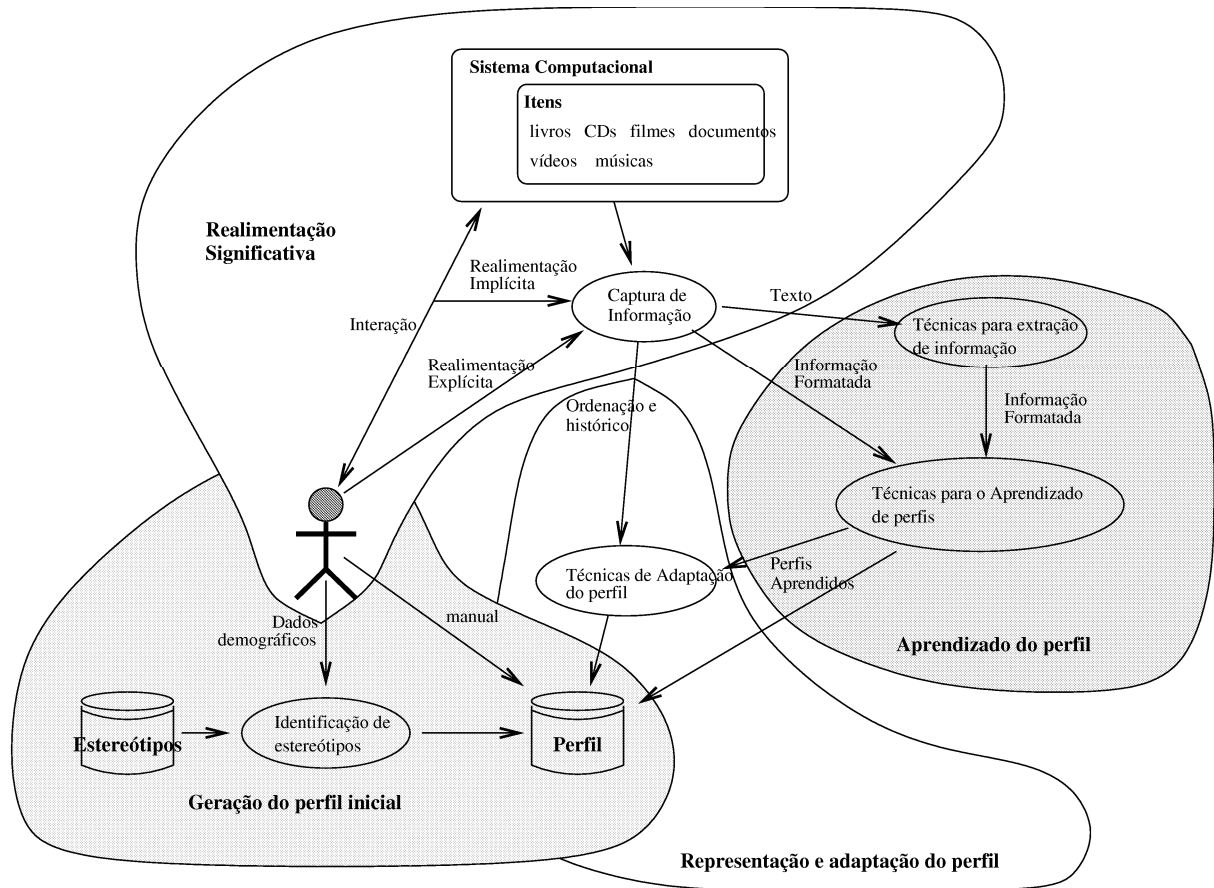 Sistema Computacional
Itens
livros CDs filmes documentos
vídeos músicas
Realimentação
Significativa
Realimentação
Implícita
Captura de
Informação
Texto
Técnicas para extração
de informação
Interação
Realimentação
Explícita
Informação
Formatada
Informação
Formatada
Ordenação e
histórico
Técnicas para o Aprendizado
de perfis
Técnicas de Adaptação
do perfil
Perfis
Aprendidos
manual
Dados
demográficos
Aprendizado do perfil
Estereótipos
Identificação de
estereótipos
Perfil
Geração do perfil inicial
Representação e adaptação do perfil